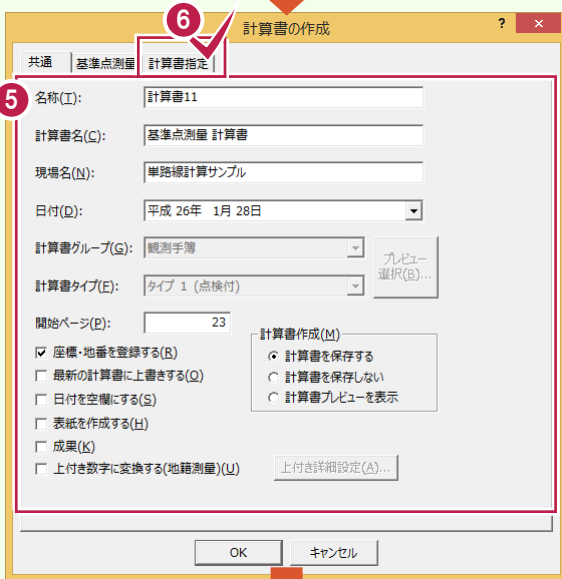 6
計算書の作成
? ×
共通 基準点測量 計算書指定
5
名称(T): 計算書11
計算書名(C): 基準点測量 計算書
現場名(N): 単路線計算サンプル
日付(D): 平成 26年 1月 28日
計算書グループ(G): 観測手簿
計算書タイプ(F): タイプ 1 (点検付)
プレビュー
選択(B)...
開始ページ(P): 23
座標・地番を登録する(R)
最新の計算書に上書きする(O)
日付を空欄にする(S)
表紙を作成する(H)
成果(K)
上付き数字に変換する(地籍測量)(U)
計算書作成(M)
計算書を保存する
計算書を保存しない
計算書プレビューを表示
上付き詳細設定(A)...
OK キャンセル